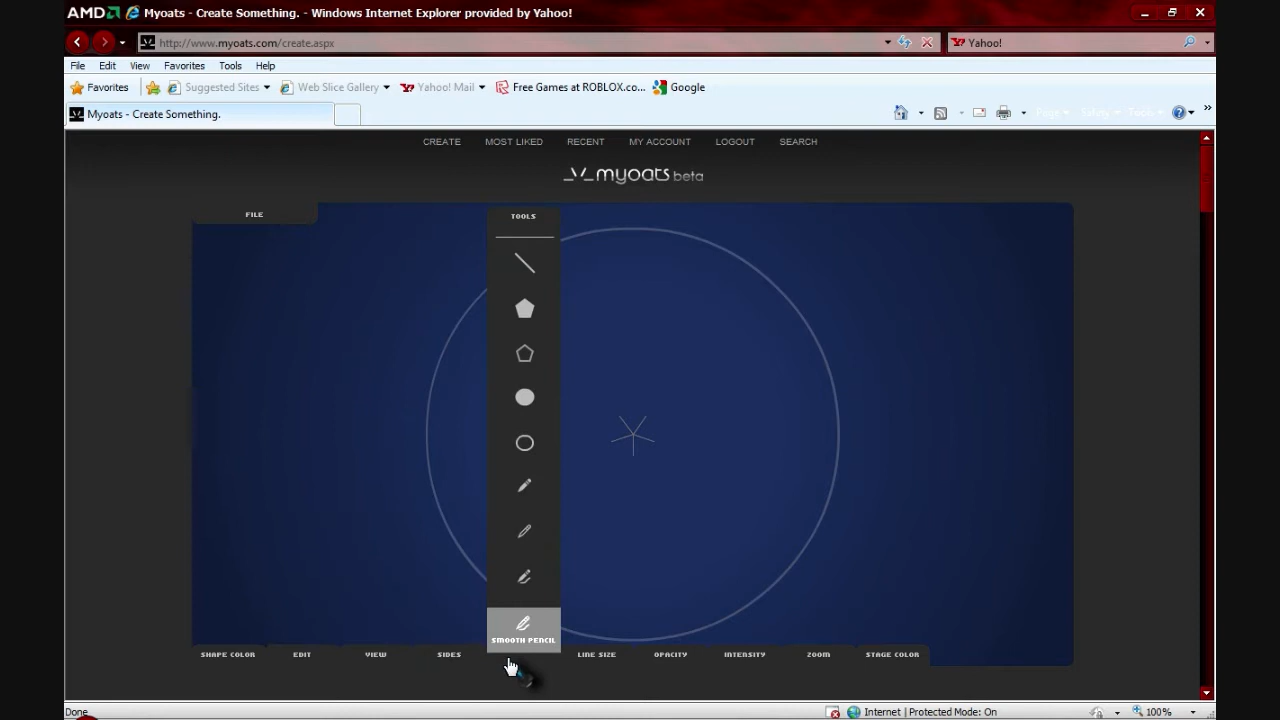 AMD Myoats - Create Something. - Windows Internet Explorer provided by Yahoo!
http://www.myoats.com/create.aspx
Yahoo!
File Edit View Favorites Tools Help
Favorites Suggested Sites Web Slice Gallery Yahoo! Mail Free Games at ROBLOX.co... Google
Myoats - Create Something.
Page Safety Tools
CREATE MOST LIKED RECENT MY ACCOUNT LOGOUT SEARCH
myoats beta
FILE
TOOLS
SMOOTH PENCIL
SHAPE COLOR EDIT VIEW SIDES LINE SIZE OPACITY INTENSITY ZOOM STAGE COLOR
Done Internet | Protected Mode: On 100%